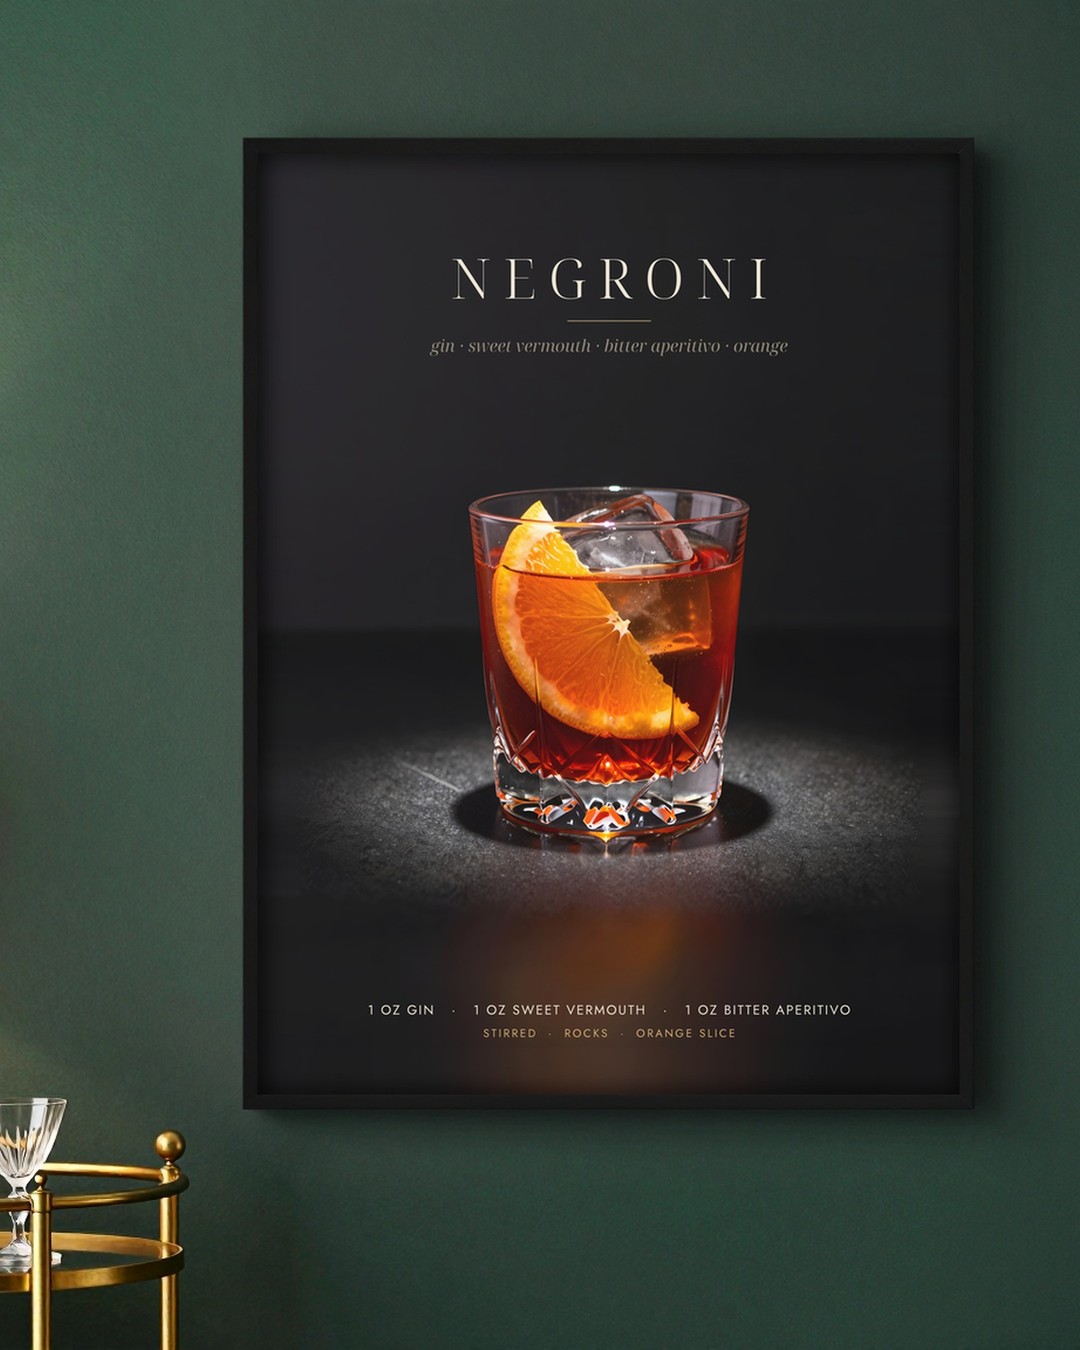 NEGRONI
gin · sweet vermouth · bitter aperitivo · orange
1 OZ GIN · 1 OZ SWEET VERMOUTH · 1 OZ BITTER APERITIVO
STIRRED · ROCKS · ORANGE SLICE